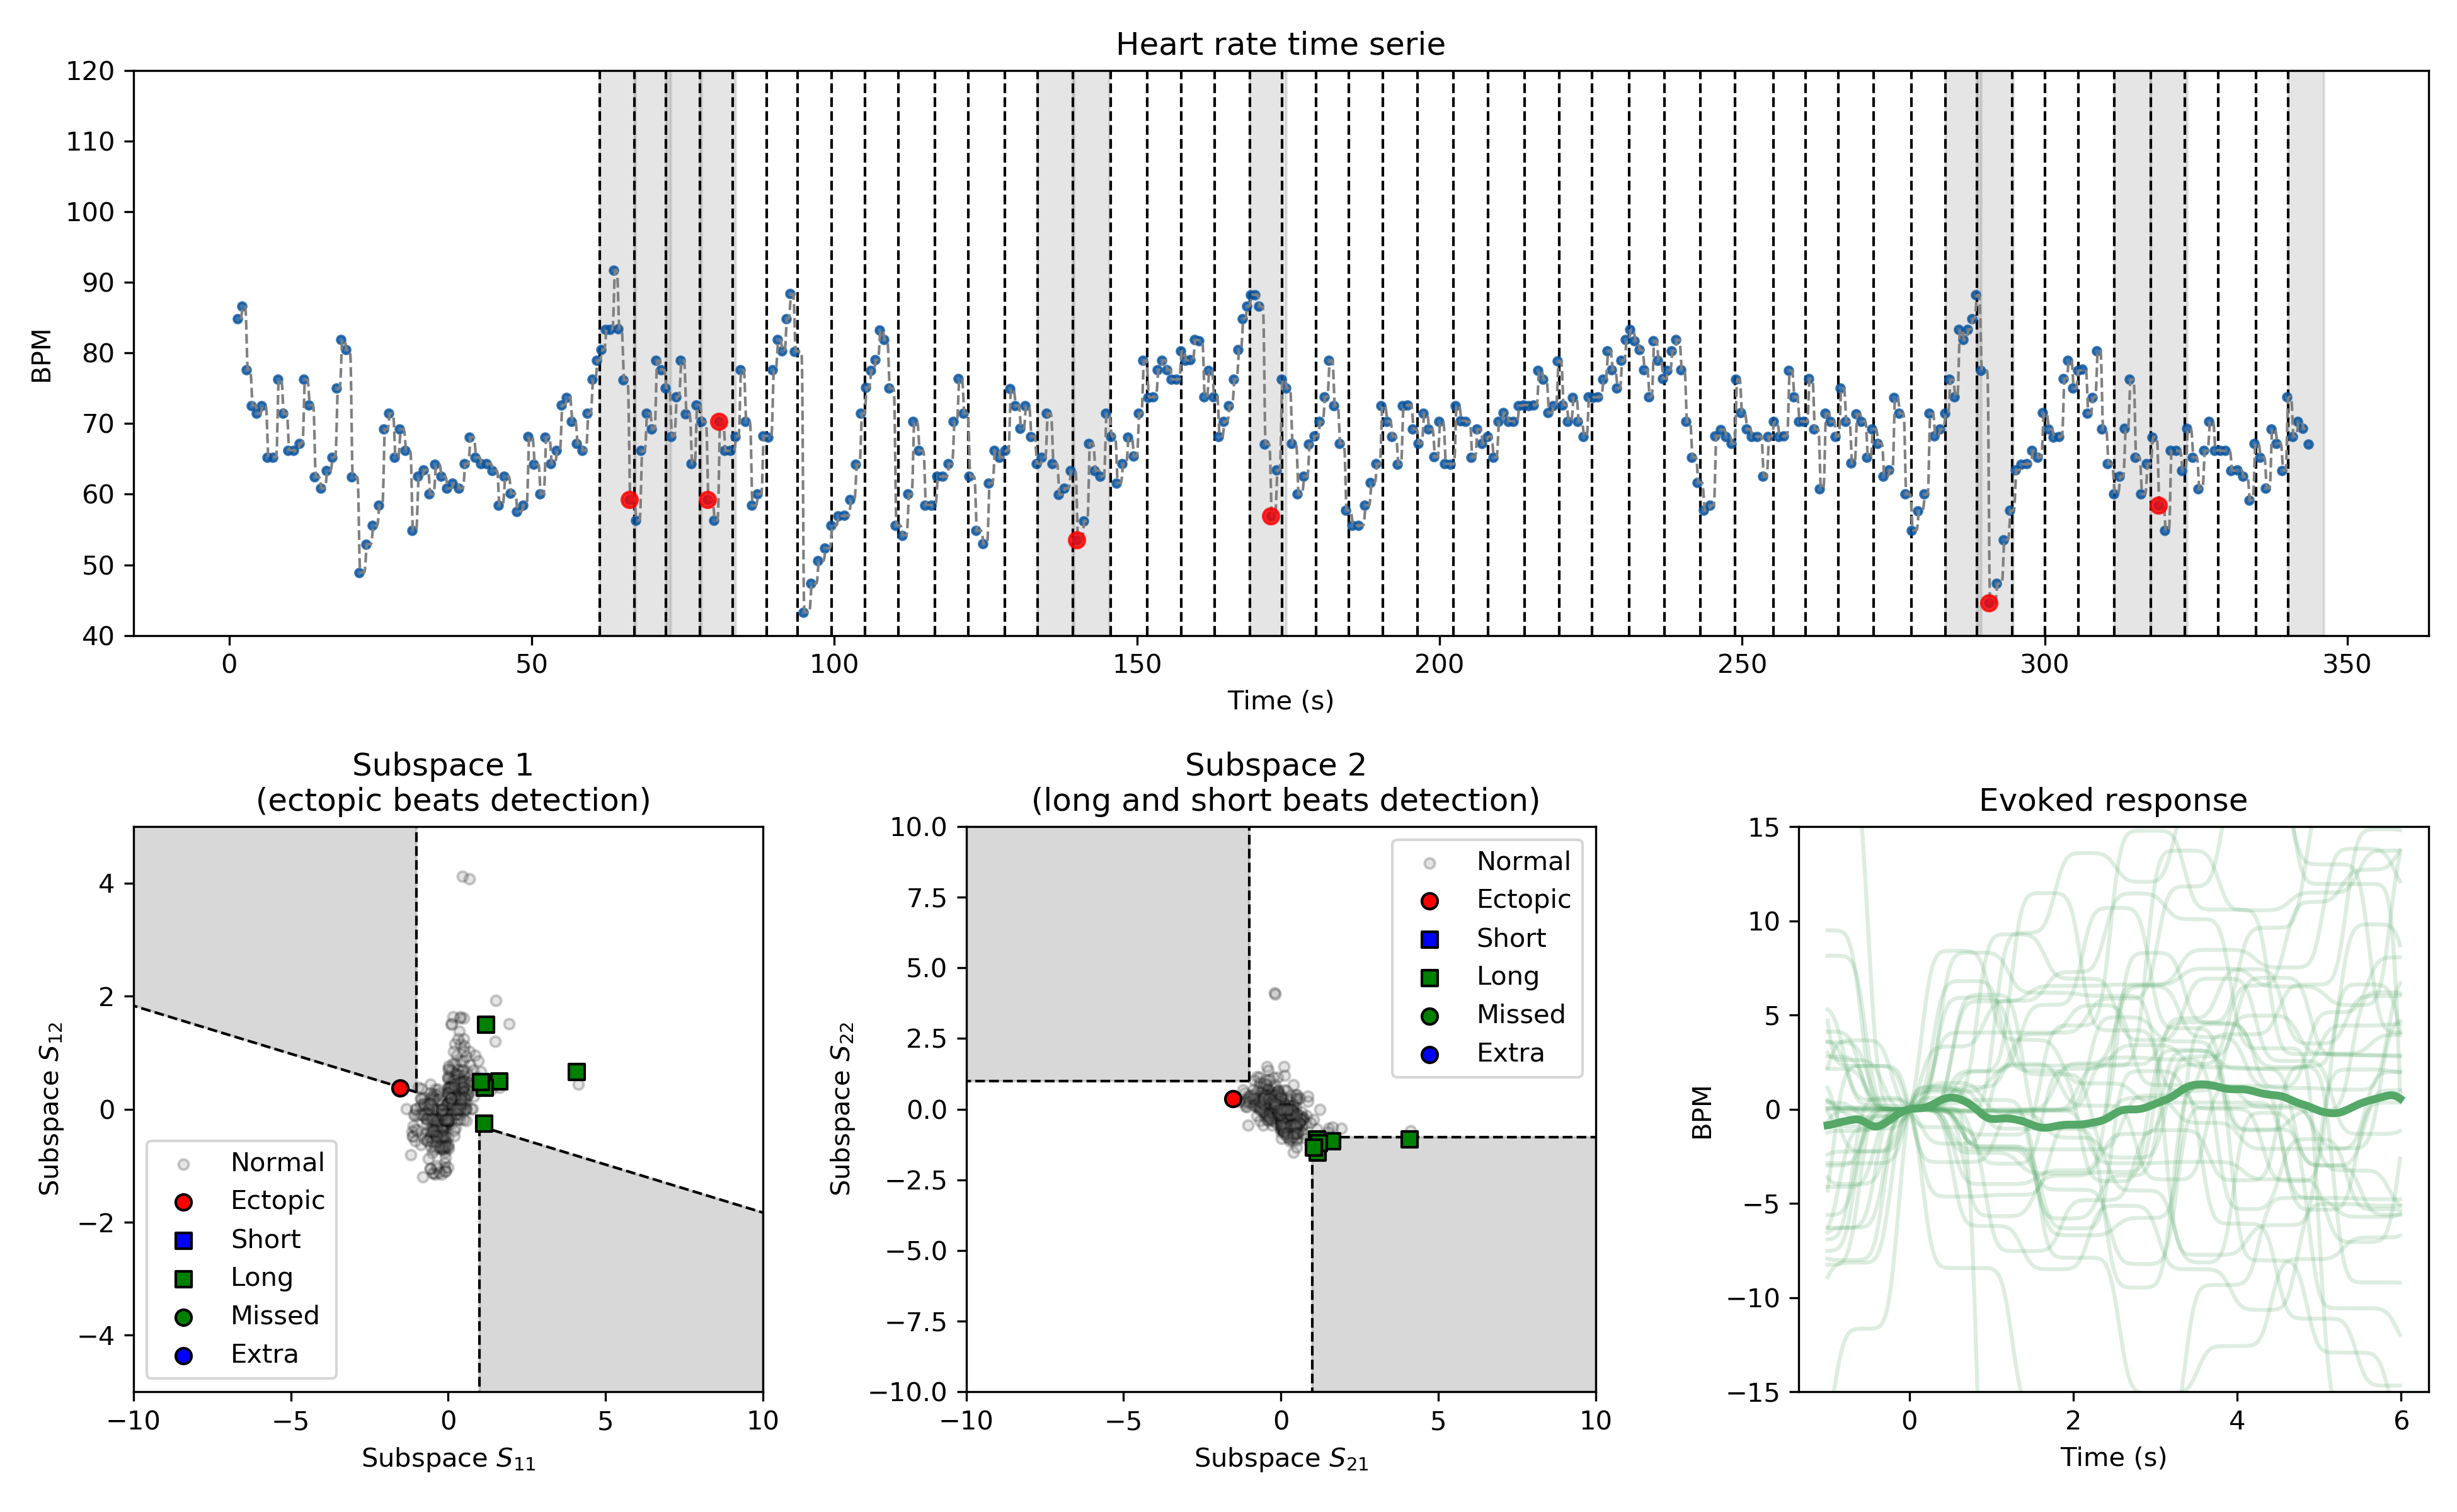 Heart rate time serie
120
110
100
90
80
70
60
50
40
BPM
0 50 100 150 200 250 300 350
Time (s)
Subspace 1
(ectopic beats detection)
4
2
0
−2
−4
Subspace S12
Normal
Ectopic
Short
Long
Missed
Extra
−10 −5 0 5 10
Subspace S11
Subspace 2
(long and short beats detection)
10.0
7.5
5.0
2.5
0.0
−2.5
−5.0
−7.5
−10.0
Subspace S22
Normal
Ectopic
Short
Long
Missed
Extra
−10 −5 0 5 10
Subspace S21
Evoked response
15
10
5
0
−5
−10
−15
BPM
0 2 4 6
Time (s)